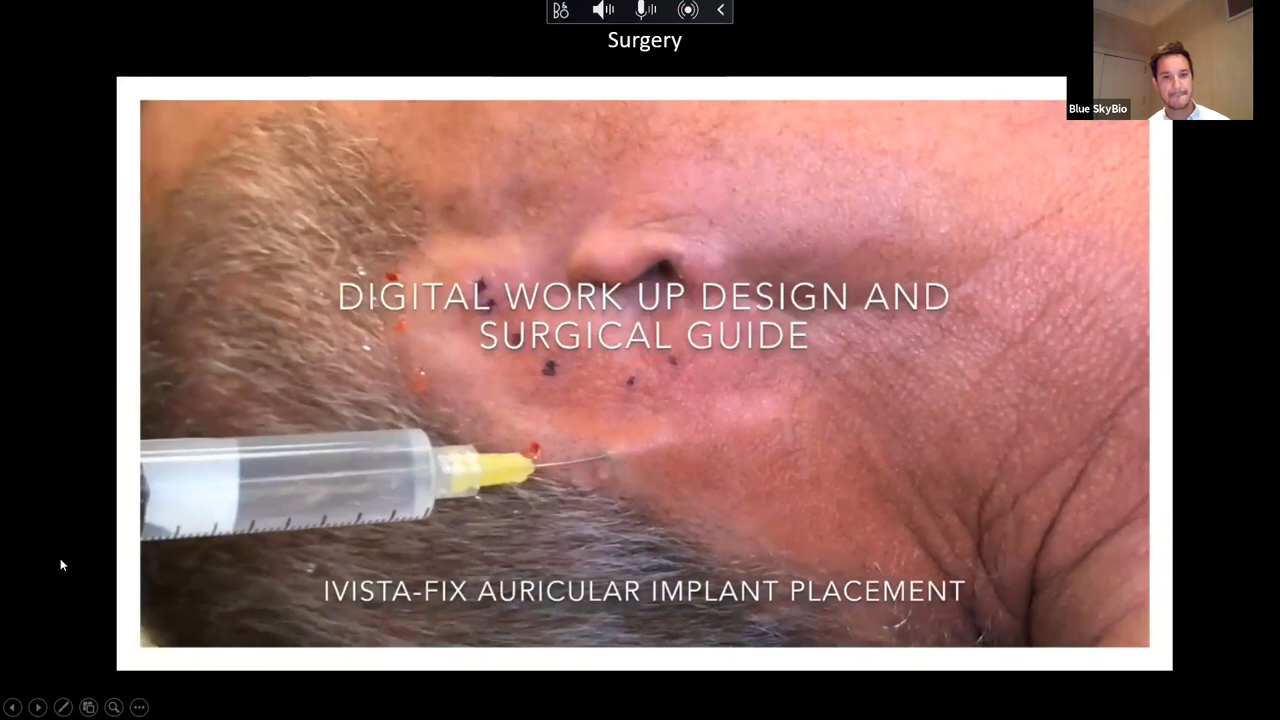 Surgery
Blue SkyBio
DIGITAL WORK UP DESIGN AND
SURGICAL GUIDE
IVISTA-FIX AURICULAR IMPLANT PLACEMENT